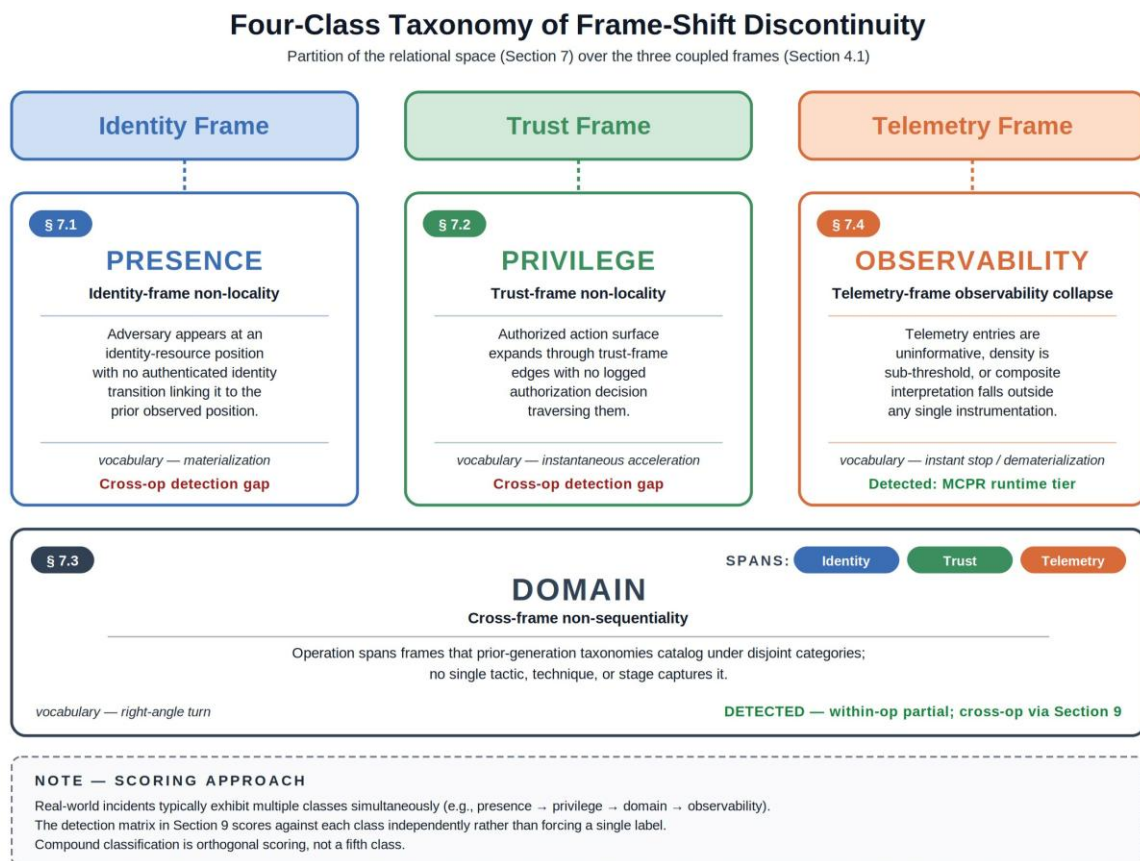 Four-Class Taxonomy of Frame-Shift Discontinuity
Partition of the relational space (Section 7) over the three coupled frames (Section 4.1)
Identity Frame
Trust Frame
Telemetry Frame
§ 7.1
PRESENCE
Identity-frame non-locality
Adversary appears at an
identity-resource position
with no authenticated identity
transition linking it to the
prior observed position.
vocabulary — materialization
Cross-op detection gap
§ 7.2
PRIVILEGE
Trust-frame non-locality
Authorized action surface
expands through trust-frame
edges with no logged
authorization decision
traversing them.
vocabulary — instantaneous acceleration
Cross-op detection gap
§ 7.4
OBSERVABILITY
Telemetry-frame observability collapse
Telemetry entries are
uninformative, density is
sub-threshold, or composite
interpretation falls outside
any single instrumentation.
vocabulary — instant stop / dematerialization
Detected: MCPR runtime tier
§ 7.3
SPANS: Identity Trust Telemetry
DOMAIN
Cross-frame non-sequentiality
Operation spans frames that prior-generation taxonomies catalog under disjoint categories;
no single tactic, technique, or stage captures it.
vocabulary — right-angle turn
DETECTED — within-op partial; cross-op via Section 9
NOTE — SCORING APPROACH
Real-world incidents typically exhibit multiple classes simultaneously (e.g., presence → privilege → domain → observability).
The detection matrix in Section 9 scores against each class independently rather than forcing a single label.
Compound classification is orthogonal scoring, not a fifth class.